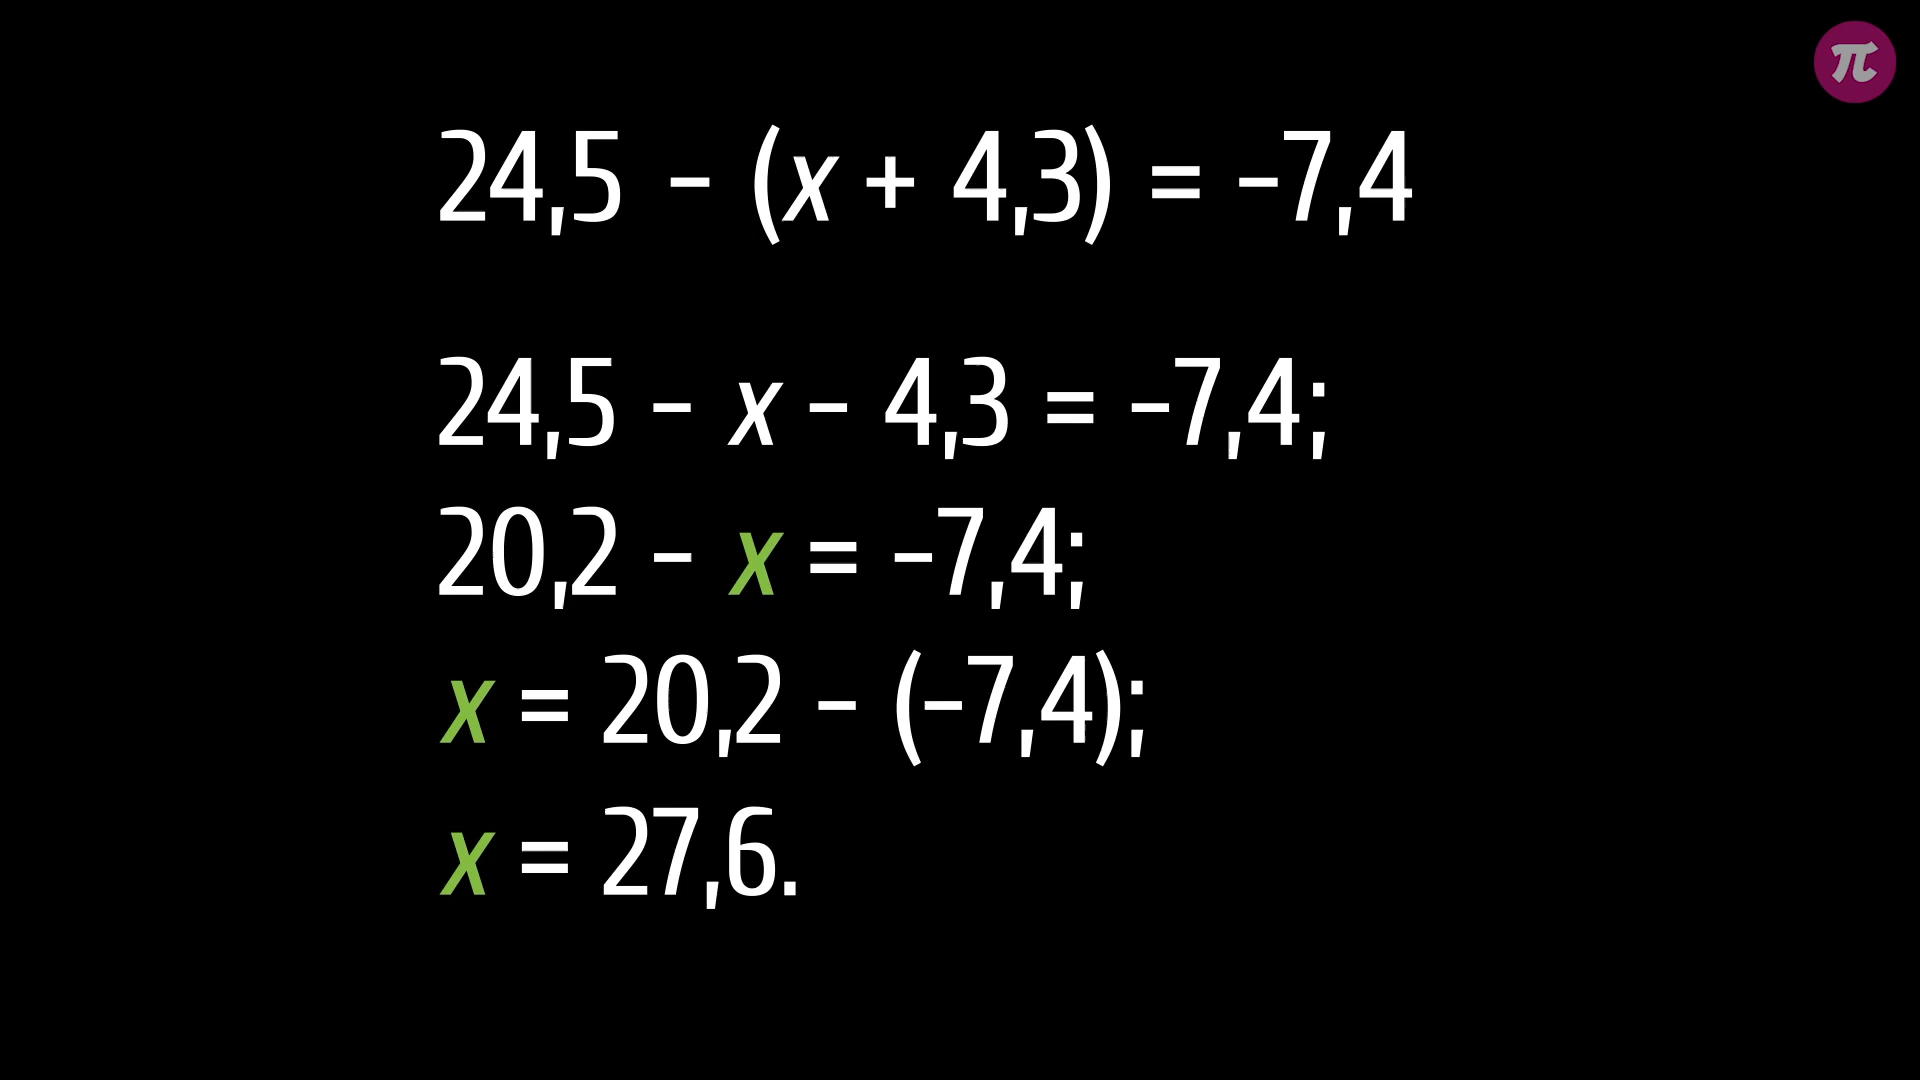 π
24,5 – (x + 4,3) = –7,4
24,5 – x – 4,3 = –7,4;
20,2 – x = –7,4;
x = 20,2 – (–7,4);
x = 27,6.